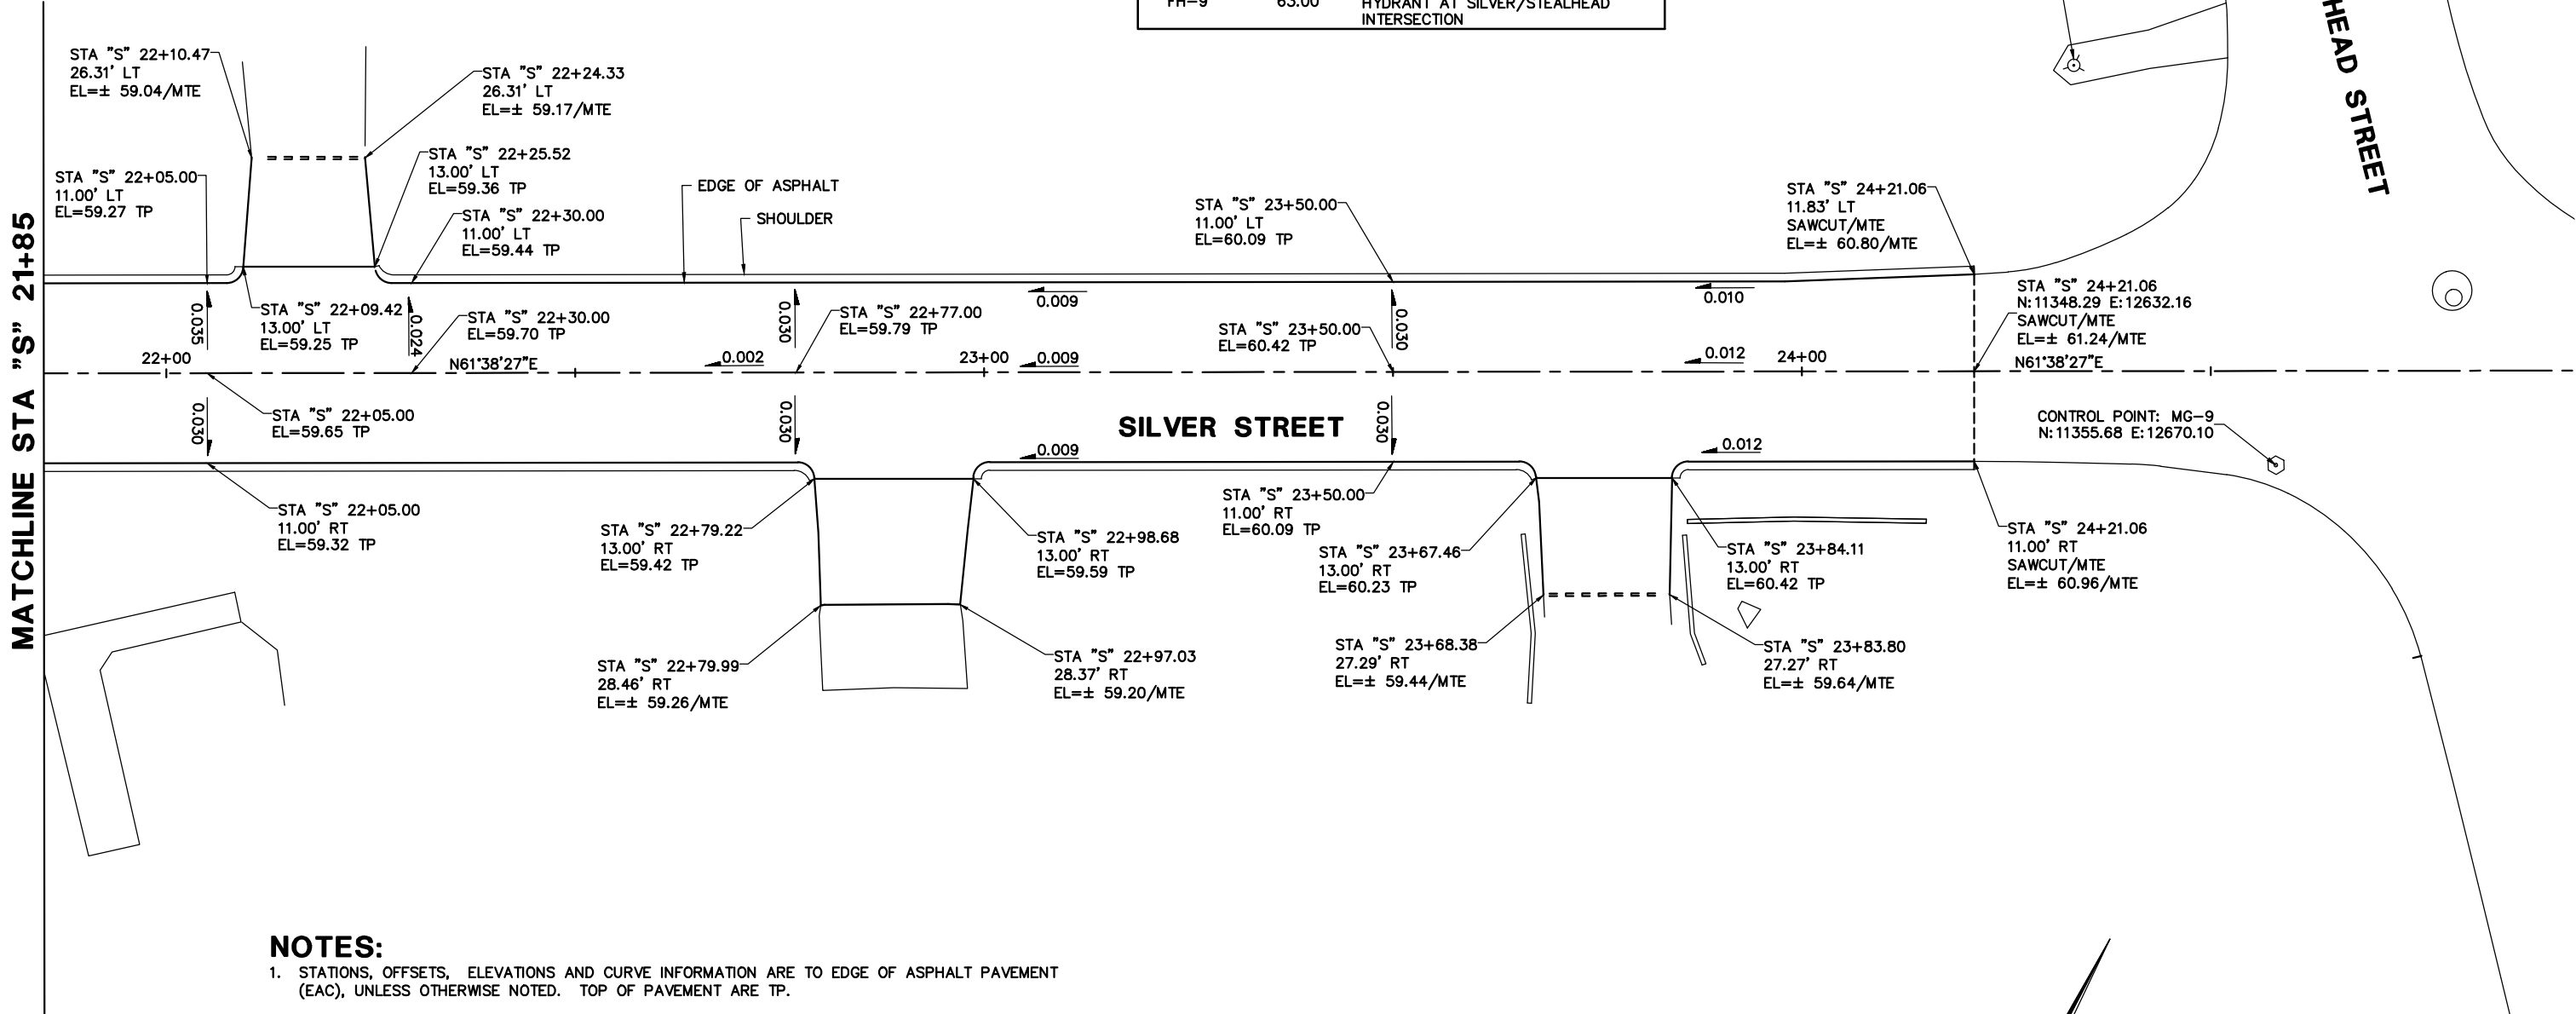 FH-9 63.00 HYDRANT AT SILVER/STEALHEAD
INTERSECTION
HEAD STREET
MATCHLINE STA "S" 21+85
STA "S" 22+10.47
26.31' LT
EL=± 59.04/MTE
STA "S" 22+24.33
26.31' LT
EL=± 59.17/MTE
STA "S" 22+05.00
11.00' LT
EL=59.27 TP
STA "S" 22+25.52
13.00' LT
EL=59.36 TP
STA "S" 22+30.00
11.00' LT
EL=59.44 TP
EDGE OF ASPHALT
SHOULDER
STA "S" 23+50.00
11.00' LT
EL=60.09 TP
STA "S" 24+21.06
11.83' LT
SAWCUT/MTE
EL=± 60.80/MTE
STA "S" 22+09.42
13.00' LT
EL=59.25 TP
0.035
0.024
STA "S" 22+30.00
EL=59.70 TP
0.030
STA "S" 22+77.00
EL=59.79 TP
0.009
STA "S" 23+50.00
EL=60.42 TP
0.030
0.010
STA "S" 24+21.06
N:11348.29 E:12632.16
SAWCUT/MTE
EL=± 61.24/MTE
22+00
N61°38'27"E
0.002
23+00
0.009
0.012
24+00
N61°38'27"E
0.030
STA "S" 22+05.00
EL=59.65 TP
0.030
SILVER STREET
0.030
0.009
0.012
CONTROL POINT: MG-9
N:11355.68 E:12670.10
STA "S" 22+05.00
11.00' RT
EL=59.32 TP
STA "S" 22+79.22
13.00' RT
EL=59.42 TP
STA "S" 22+98.68
13.00' RT
EL=59.59 TP
STA "S" 23+50.00
11.00' RT
EL=60.09 TP
STA "S" 23+67.46
13.00' RT
EL=60.23 TP
STA "S" 23+84.11
13.00' RT
EL=60.42 TP
STA "S" 24+21.06
11.00' RT
SAWCUT/MTE
EL=± 60.96/MTE
STA "S" 22+79.99
28.46' RT
EL=± 59.26/MTE
STA "S" 22+97.03
28.37' RT
EL=± 59.20/MTE
STA "S" 23+68.38
27.29' RT
EL=± 59.44/MTE
STA "S" 23+83.80
27.27' RT
EL=± 59.64/MTE
NOTES:
1. STATIONS, OFFSETS, ELEVATIONS AND CURVE INFORMATION ARE TO EDGE OF ASPHALT PAVEMENT
(EAC), UNLESS OTHERWISE NOTED. TOP OF PAVEMENT ARE TP.